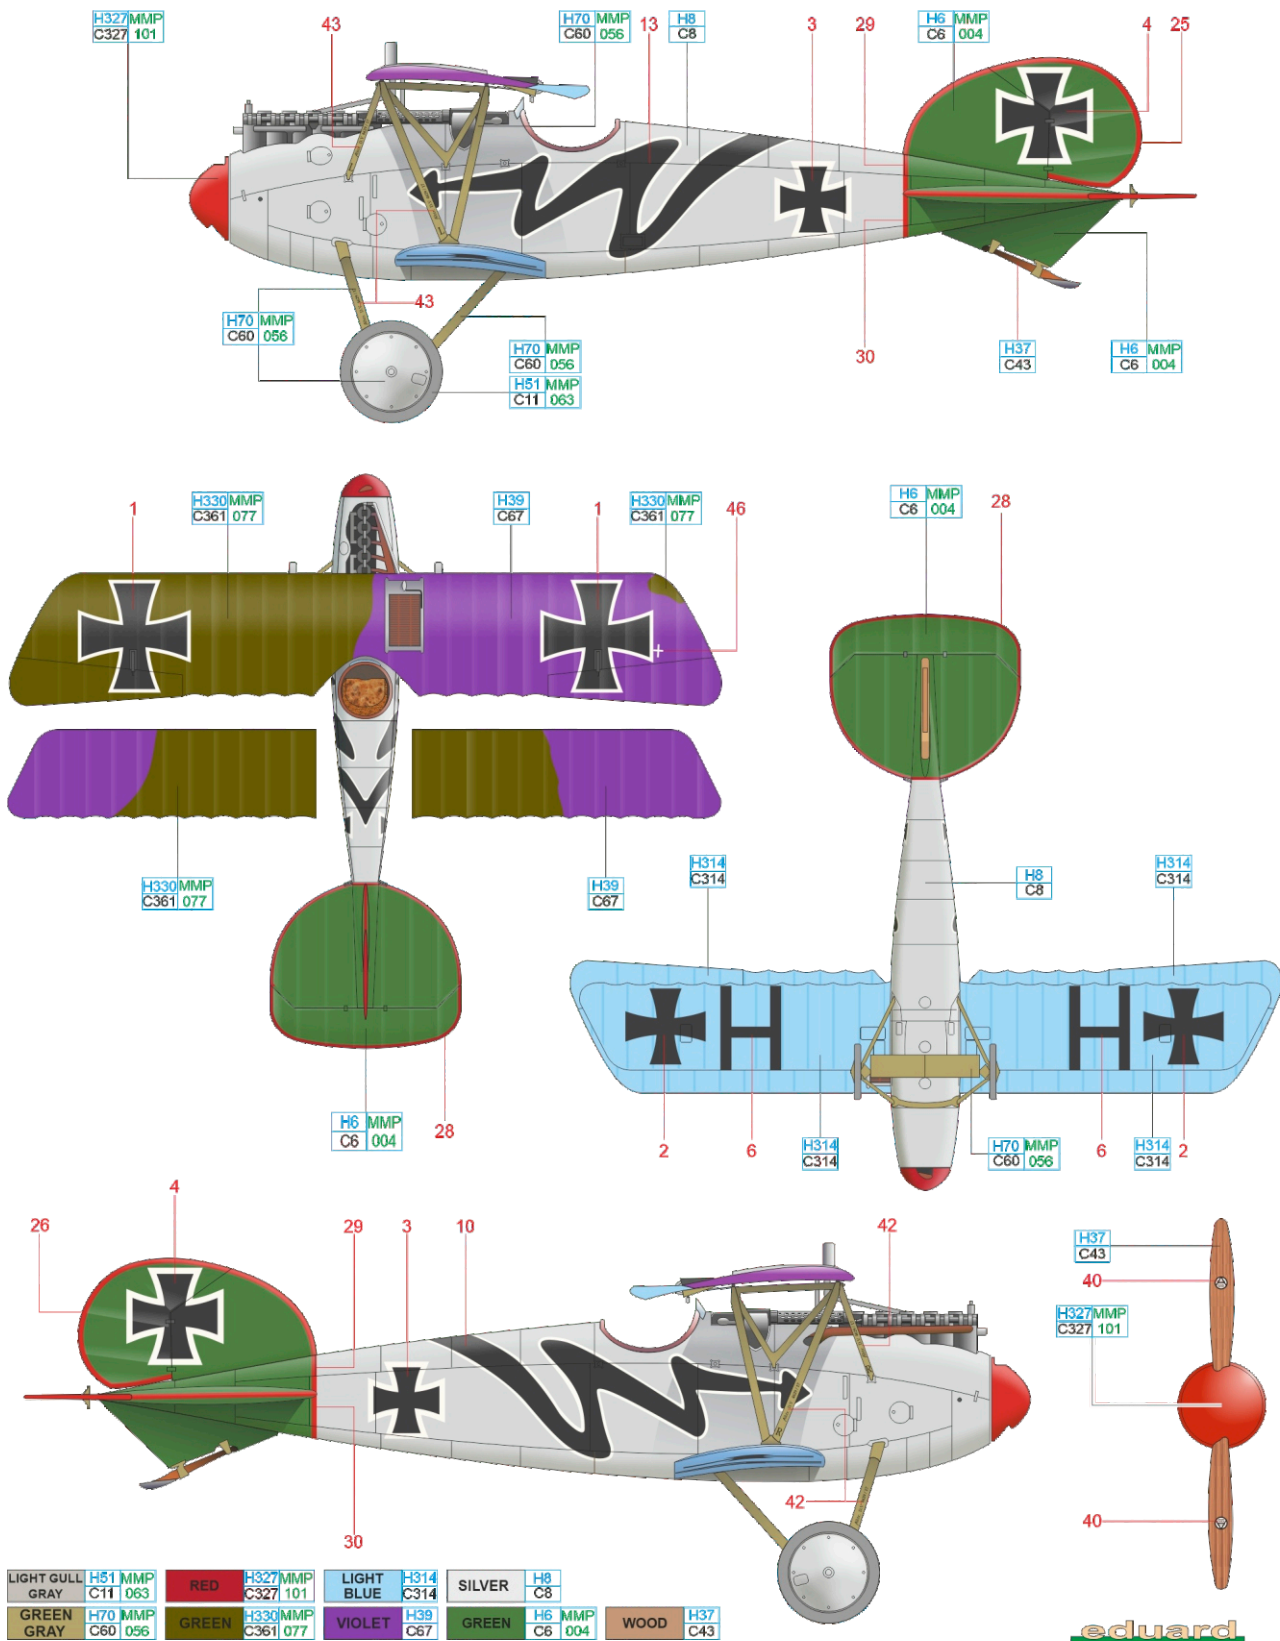 H327 MMP
C327 101
43
H70 MMP
C60 056
13
H8
C8
3
29
H6 MMP
C6 004
4
25
43
H70 MMP
C60 056
H70 MMP
C60 056
H51 MMP
C11 063
30
H37
C43
H6 MMP
C6 004
1
H330 MMP
C361 077
H39
C67
1
H330 MMP
C361 077
46
H6 MMP
C6 004
28
H330 MMP
C361 077
H39
C67
H314
C314
H8
C8
H314
C314
H
H
H6 MMP
C6 004
28
2
6
H314
C314
H70 MMP
C60 056
6
H314
C314
2
26
4
29
3
10
42
H37
C43
40
H327 MMP
C327 101
30
42
40
LIGHT GULL GRAY H51 MMP C11 063
RED H327 MMP C327 101
LIGHT BLUE H314 C314
SILVER H8 C8
GREEN GRAY H70 MMP C60 056
GREEN H330 MMP C361 077
VIOLET H39 C67
GREEN H6 MMP C6 004
WOOD H37 C43
eduard